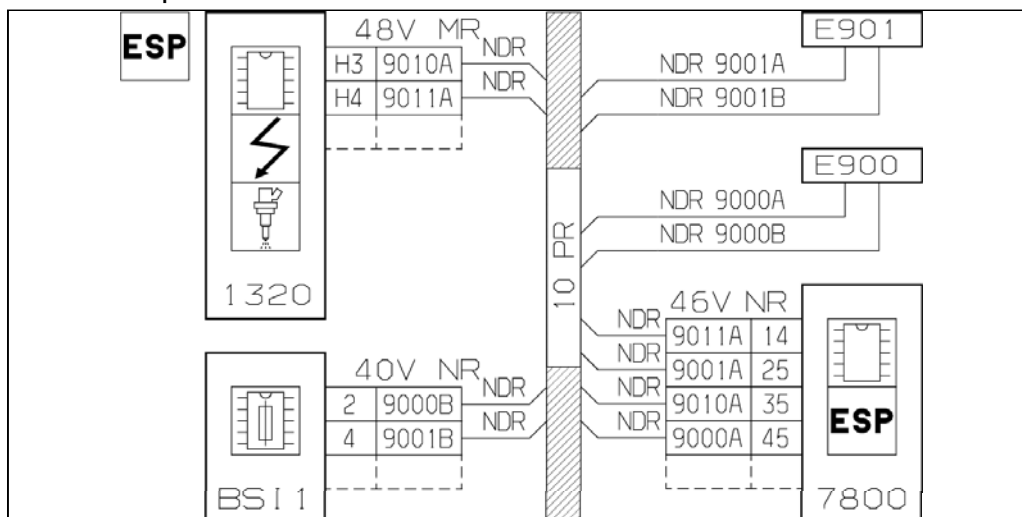 ESP
48V MR
H3 9010A NDR
H4 9011A NDR
1320
E901
NDR 9001A
NDR 9001B
E900
NDR 9000A
NDR 9000B
10 PR
40V NR
2 9000B NDR
4 9001B NDR
BSI1
46V NR
NDR 9011A 14
NDR 9001A 25
NDR 9010A 35
NDR 9000A 45
ESP
7800